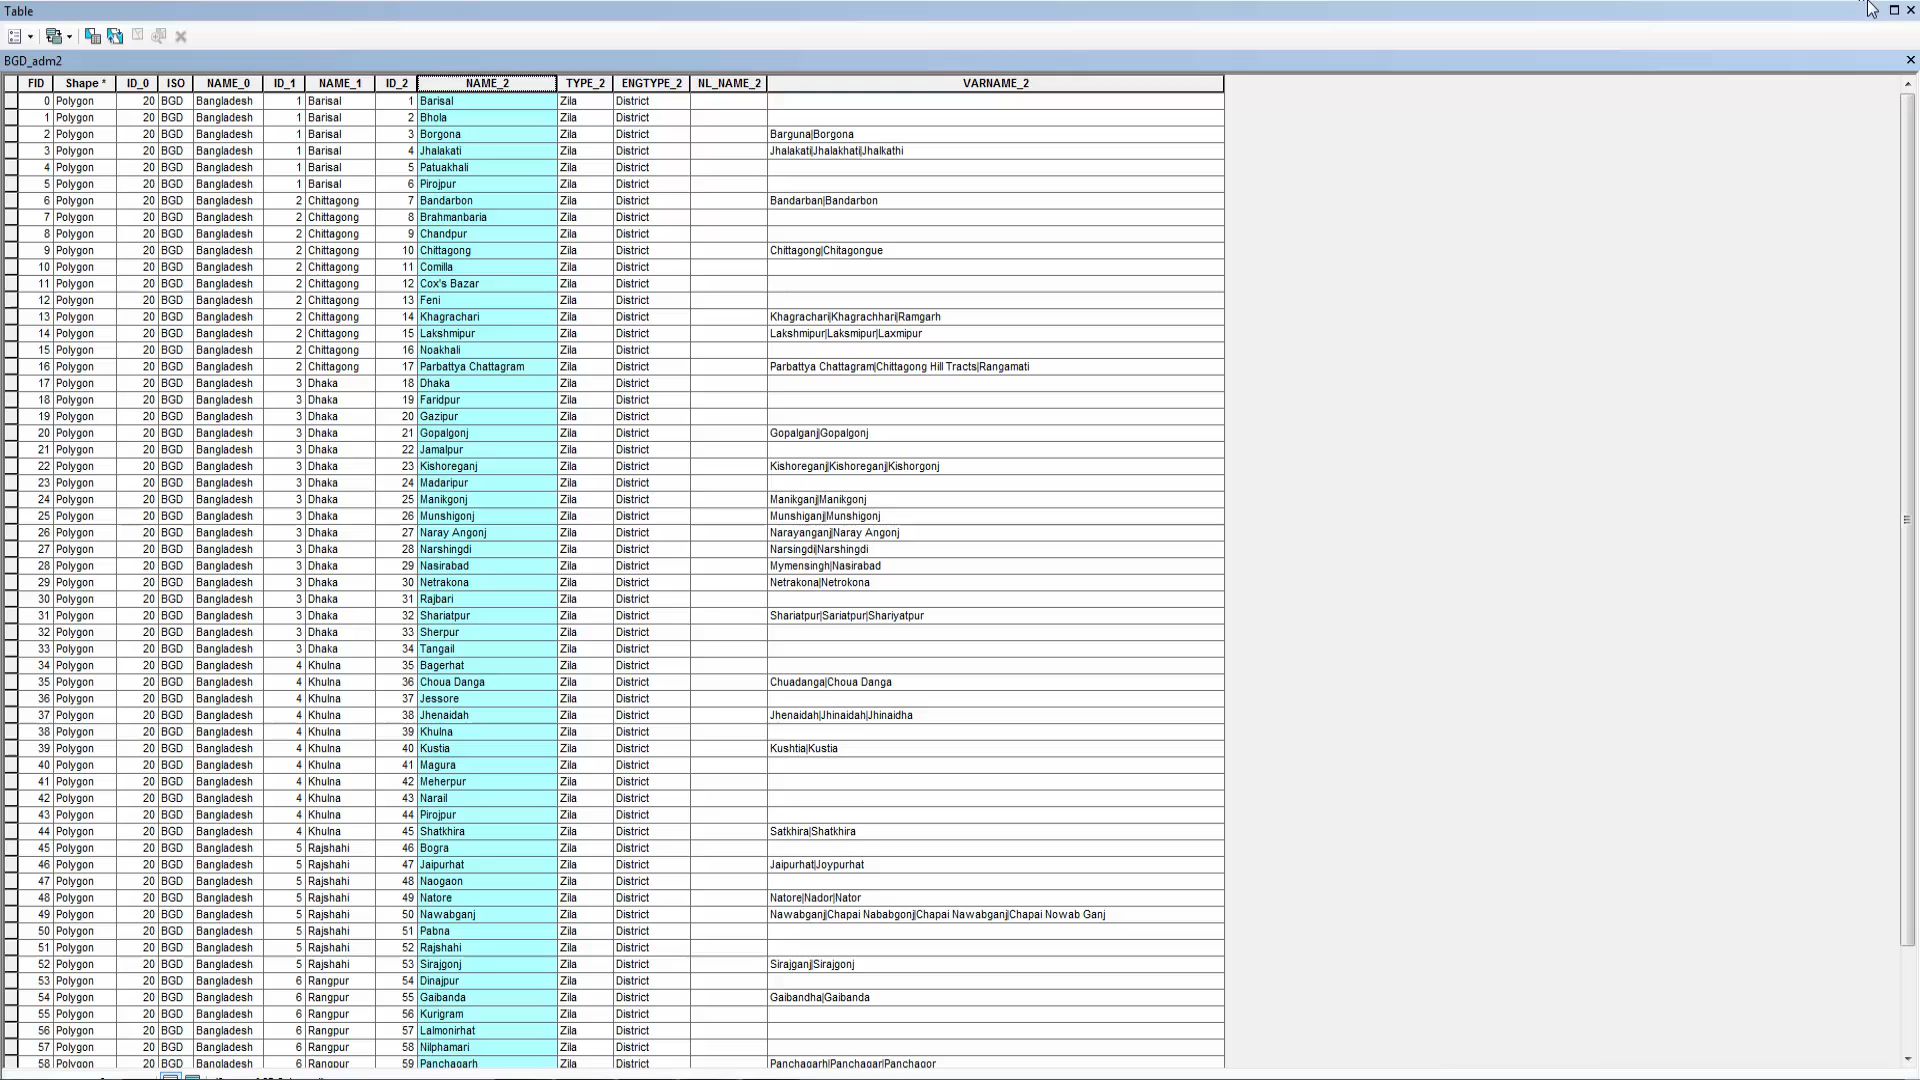 Table
BGD_adm2
FID Shape * ID_0 ISO NAME_0 ID_1 NAME_1 ID_2 NAME_2 TYPE_2 ENGTYPE_2 NL_NAME_2 VARNAME_2
0 Polygon 20 BGD Bangladesh 1 Barisal 1 Barisal Zila District
1 Polygon 20 BGD Bangladesh 1 Barisal 2 Bhola Zila District
2 Polygon 20 BGD Bangladesh 1 Barisal 3 Borgona Zila District Barguna|Borgona
3 Polygon 20 BGD Bangladesh 1 Barisal 4 Jhalakati Zila District Jhalakati|Jhalakhati|Jhalkathi
4 Polygon 20 BGD Bangladesh 1 Barisal 5 Patuakhali Zila District
5 Polygon 20 BGD Bangladesh 1 Barisal 6 Pirojpur Zila District
6 Polygon 20 BGD Bangladesh 2 Chittagong 7 Bandarbon Zila District Bandarban|Bandarbon
7 Polygon 20 BGD Bangladesh 2 Chittagong 8 Brahmanbaria Zila District
8 Polygon 20 BGD Bangladesh 2 Chittagong 9 Chandpur Zila District
9 Polygon 20 BGD Bangladesh 2 Chittagong 10 Chittagong Zila District Chittagong|Chitagongue
10 Polygon 20 BGD Bangladesh 2 Chittagong 11 Comilla Zila District
11 Polygon 20 BGD Bangladesh 2 Chittagong 12 Cox's Bazar Zila District
12 Polygon 20 BGD Bangladesh 2 Chittagong 13 Feni Zila District
13 Polygon 20 BGD Bangladesh 2 Chittagong 14 Khagrachari Zila District Khagrachari|Khagrachhari|Ramgarh
14 Polygon 20 BGD Bangladesh 2 Chittagong 15 Lakshmipur Zila District Lakshmipur|Laksmipur|Laxmipur
15 Polygon 20 BGD Bangladesh 2 Chittagong 16 Noakhali Zila District
16 Polygon 20 BGD Bangladesh 2 Chittagong 17 Parbattya Chattagram Zila District Parbattya Chattagram|Chittagong Hill Tracts|Rangamati
17 Polygon 20 BGD Bangladesh 3 Dhaka 18 Dhaka Zila District
18 Polygon 20 BGD Bangladesh 3 Dhaka 19 Faridpur Zila District
19 Polygon 20 BGD Bangladesh 3 Dhaka 20 Gazipur Zila District
20 Polygon 20 BGD Bangladesh 3 Dhaka 21 Gopalgonj Zila District Gopalganj|Gopalgonj
21 Polygon 20 BGD Bangladesh 3 Dhaka 22 Jamalpur Zila District
22 Polygon 20 BGD Bangladesh 3 Dhaka 23 Kishoreganj Zila District Kishoreganj|Kishoreganj|Kishorgonj
23 Polygon 20 BGD Bangladesh 3 Dhaka 24 Madaripur Zila District
24 Polygon 20 BGD Bangladesh 3 Dhaka 25 Manikgonj Zila District Manikganj|Manikgonj
25 Polygon 20 BGD Bangladesh 3 Dhaka 26 Munshigonj Zila District Munshiganj|Munshigonj
26 Polygon 20 BGD Bangladesh 3 Dhaka 27 Naray Angonj Zila District Narayanganj|Naray Angonj
27 Polygon 20 BGD Bangladesh 3 Dhaka 28 Narshingdi Zila District Narsingdi|Narshingdi
28 Polygon 20 BGD Bangladesh 3 Dhaka 29 Nasirabad Zila District Mymensingh|Nasirabad
29 Polygon 20 BGD Bangladesh 3 Dhaka 30 Netrakona Zila District Netrakona|Netrokona
30 Polygon 20 BGD Bangladesh 3 Dhaka 31 Rajbari Zila District
31 Polygon 20 BGD Bangladesh 3 Dhaka 32 Shariatpur Zila District Shariatpur|Sariatpur|Shariyatpur
32 Polygon 20 BGD Bangladesh 3 Dhaka 33 Sherpur Zila District
33 Polygon 20 BGD Bangladesh 3 Dhaka 34 Tangail Zila District
34 Polygon 20 BGD Bangladesh 4 Khulna 35 Bagerhat Zila District
35 Polygon 20 BGD Bangladesh 4 Khulna 36 Choua Danga Zila District Chuadanga|Choua Danga
36 Polygon 20 BGD Bangladesh 4 Khulna 37 Jessore Zila District
37 Polygon 20 BGD Bangladesh 4 Khulna 38 Jhenaidah Zila District Jhenaidah|Jhinaidah|Jhinaidha
38 Polygon 20 BGD Bangladesh 4 Khulna 39 Khulna Zila District
39 Polygon 20 BGD Bangladesh 4 Khulna 40 Kustia Zila District Kushtia|Kustia
40 Polygon 20 BGD Bangladesh 4 Khulna 41 Magura Zila District
41 Polygon 20 BGD Bangladesh 4 Khulna 42 Meherpur Zila District
42 Polygon 20 BGD Bangladesh 4 Khulna 43 Narail Zila District
43 Polygon 20 BGD Bangladesh 4 Khulna 44 Pirojpur Zila District
44 Polygon 20 BGD Bangladesh 4 Khulna 45 Shatkhira Zila District Satkhira|Shatkhira
45 Polygon 20 BGD Bangladesh 5 Rajshahi 46 Bogra Zila District
46 Polygon 20 BGD Bangladesh 5 Rajshahi 47 Jaipurhat Zila District Jaipurhat|Joypurhat
47 Polygon 20 BGD Bangladesh 5 Rajshahi 48 Naogaon Zila District
48 Polygon 20 BGD Bangladesh 5 Rajshahi 49 Natore Zila District Natore|Nador|Nator
49 Polygon 20 BGD Bangladesh 5 Rajshahi 50 Nawabganj Zila District Nawabganj|Chapai Nababgonj|Chapai Nawabganj|Chapai Nowab Ganj
50 Polygon 20 BGD Bangladesh 5 Rajshahi 51 Pabna Zila District
51 Polygon 20 BGD Bangladesh 5 Rajshahi 52 Rajshahi Zila District
52 Polygon 20 BGD Bangladesh 5 Rajshahi 53 Sirajgonj Zila District Sirajganj|Sirajgonj
53 Polygon 20 BGD Bangladesh 6 Rangpur 54 Dinajpur Zila District
54 Polygon 20 BGD Bangladesh 6 Rangpur 55 Gaibanda Zila District Gaibandha|Gaibanda
55 Polygon 20 BGD Bangladesh 6 Rangpur 56 Kurigram Zila District
56 Polygon 20 BGD Bangladesh 6 Rangpur 57 Lalmonirhat Zila District
57 Polygon 20 BGD Bangladesh 6 Rangpur 58 Nilphamari Zila District
58 Polygon 20 BGD Bangladesh 6 Rangpur 59 Panchagarh Zila District Panchagarh|Panchagar|Panchagor